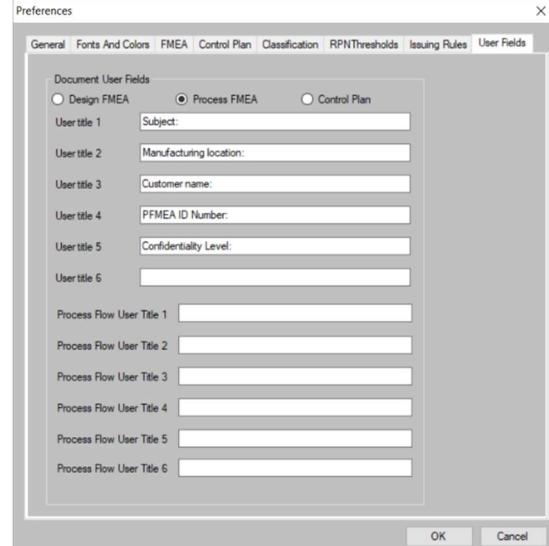 Preferences
General Fonts And Colors FMEA Control Plan Classification RPNThresholds Issuing Rules User Fields
Document User Fields
Design FMEA Process FMEA Control Plan
User title 1 Subject:
User title 2 Manufacturing location:
User title 3 Customer name:
User title 4 PFMEA ID Number:
User title 5 Confidentiality Level:
User title 6
Process Flow User Title 1
Process Flow User Title 2
Process Flow User Title 3
Process Flow User Title 4
Process Flow User Title 5
Process Flow User Title 6
OK Cancel